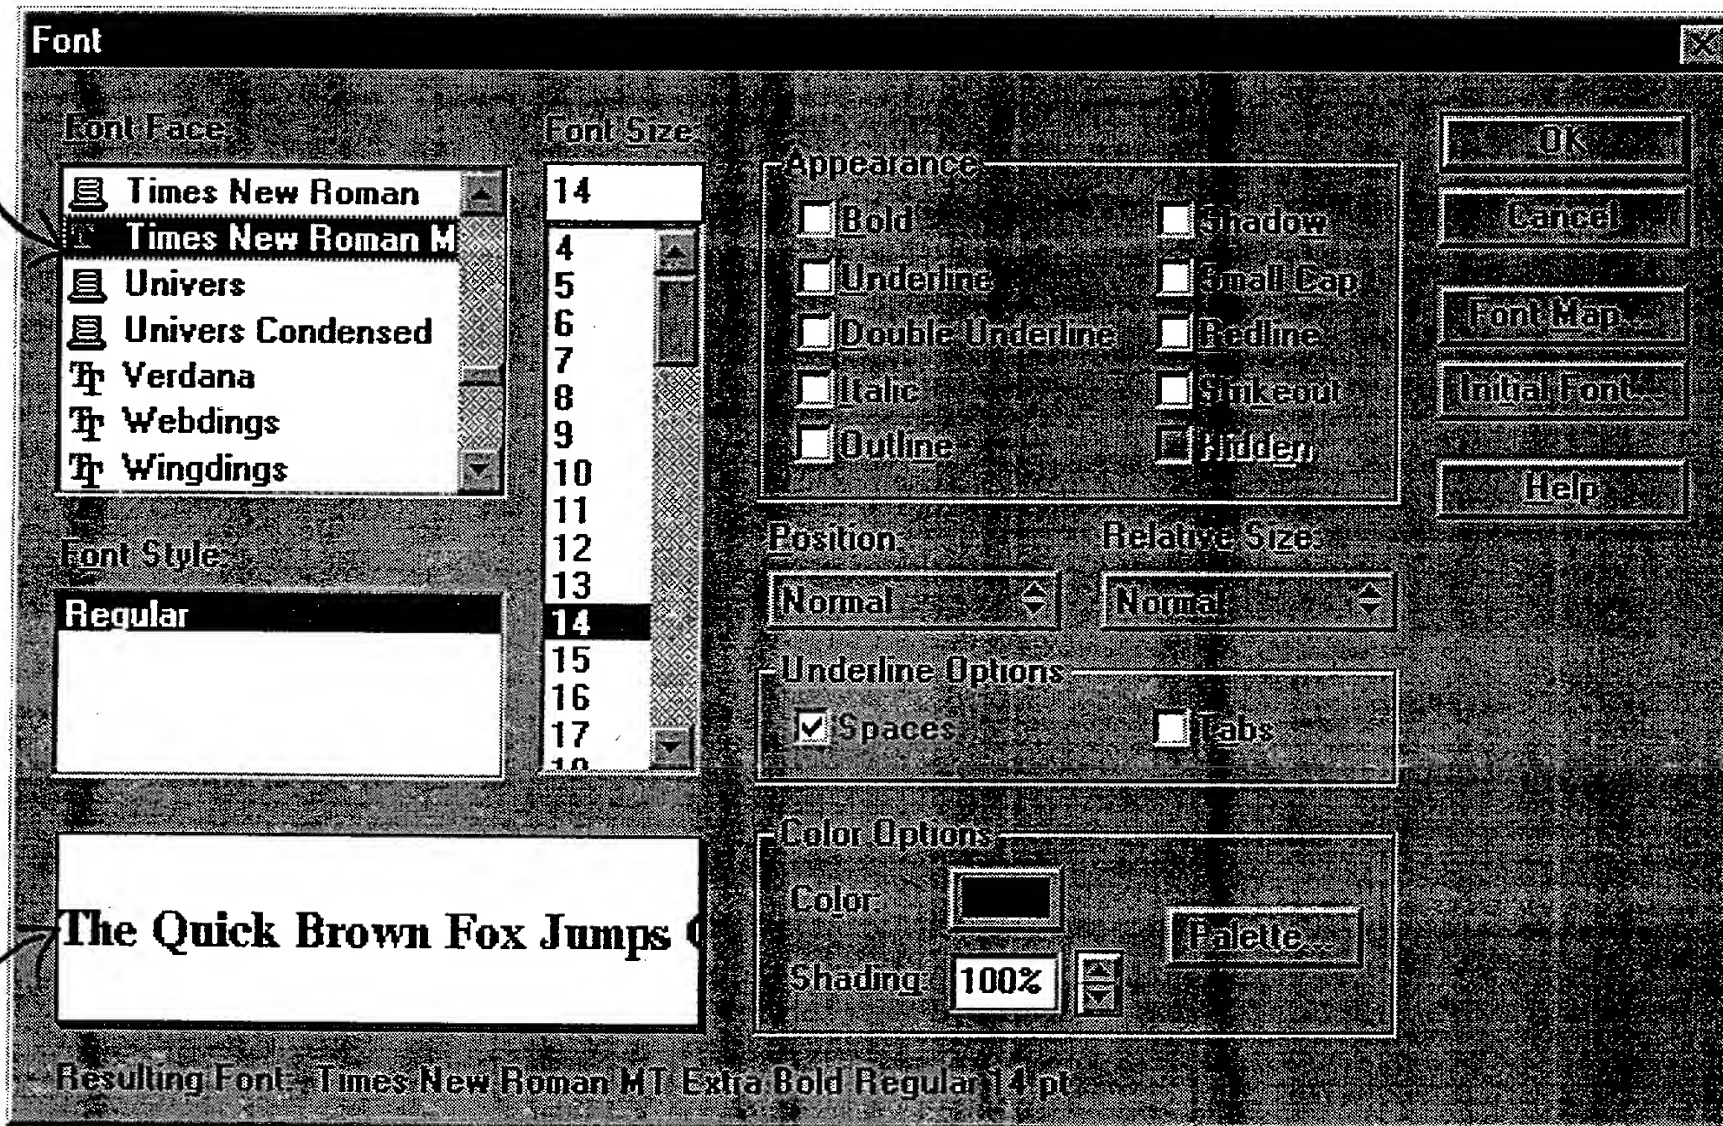 Font
Font Face:
Times New Roman
Times New Roman M
Univers
Univers Condensed
Verdana
Webdings
Wingdings
Font Size:
14
4
5
6
7
8
9
10
11
12
13
14
15
16
17
18
Font Style:
Regular
The Quick Brown Fox Jumps O
Resulting Font: Times New Roman MT Extra Bold Regular 14 pt
Appearance
Bold
Underline
Double Underline
Italic
Outline
Shadow
Small Cap
Redline
Strikeout
Hidden
Position:
Normal
Relative Size:
Normal
Underline Options
Spaces
Tabs
Color Options
Color:
Shading:
100%
Palette...
OK
Cancel
Font Map...
Initial Font...
Help